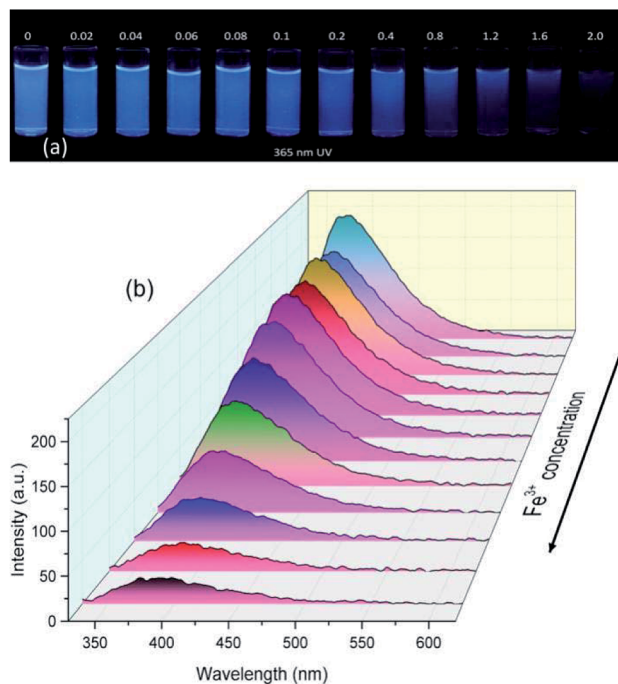 0 0.02 0.04 0.06 0.08 0.1 0.2 0.4 0.8 1.2 1.6 2.0
(a)
365 nm UV
(b)
Intensity (a.u.)
200
150
100
50
0
350 400 450 500 550 600
Wavelength (nm)
Fe³⁺ concentration